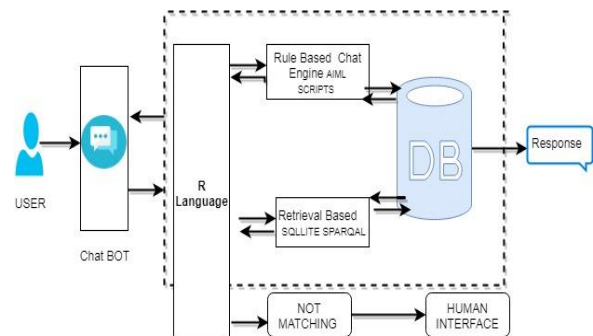 Rule Based Chat
Engine AIML
SCRIPTS
DB
Response
USER
R
Language
Retrieval Based
SQLLITE SPARQAL
Chat BOT
NOT
MATCHING
HUMAN
INTERFACE